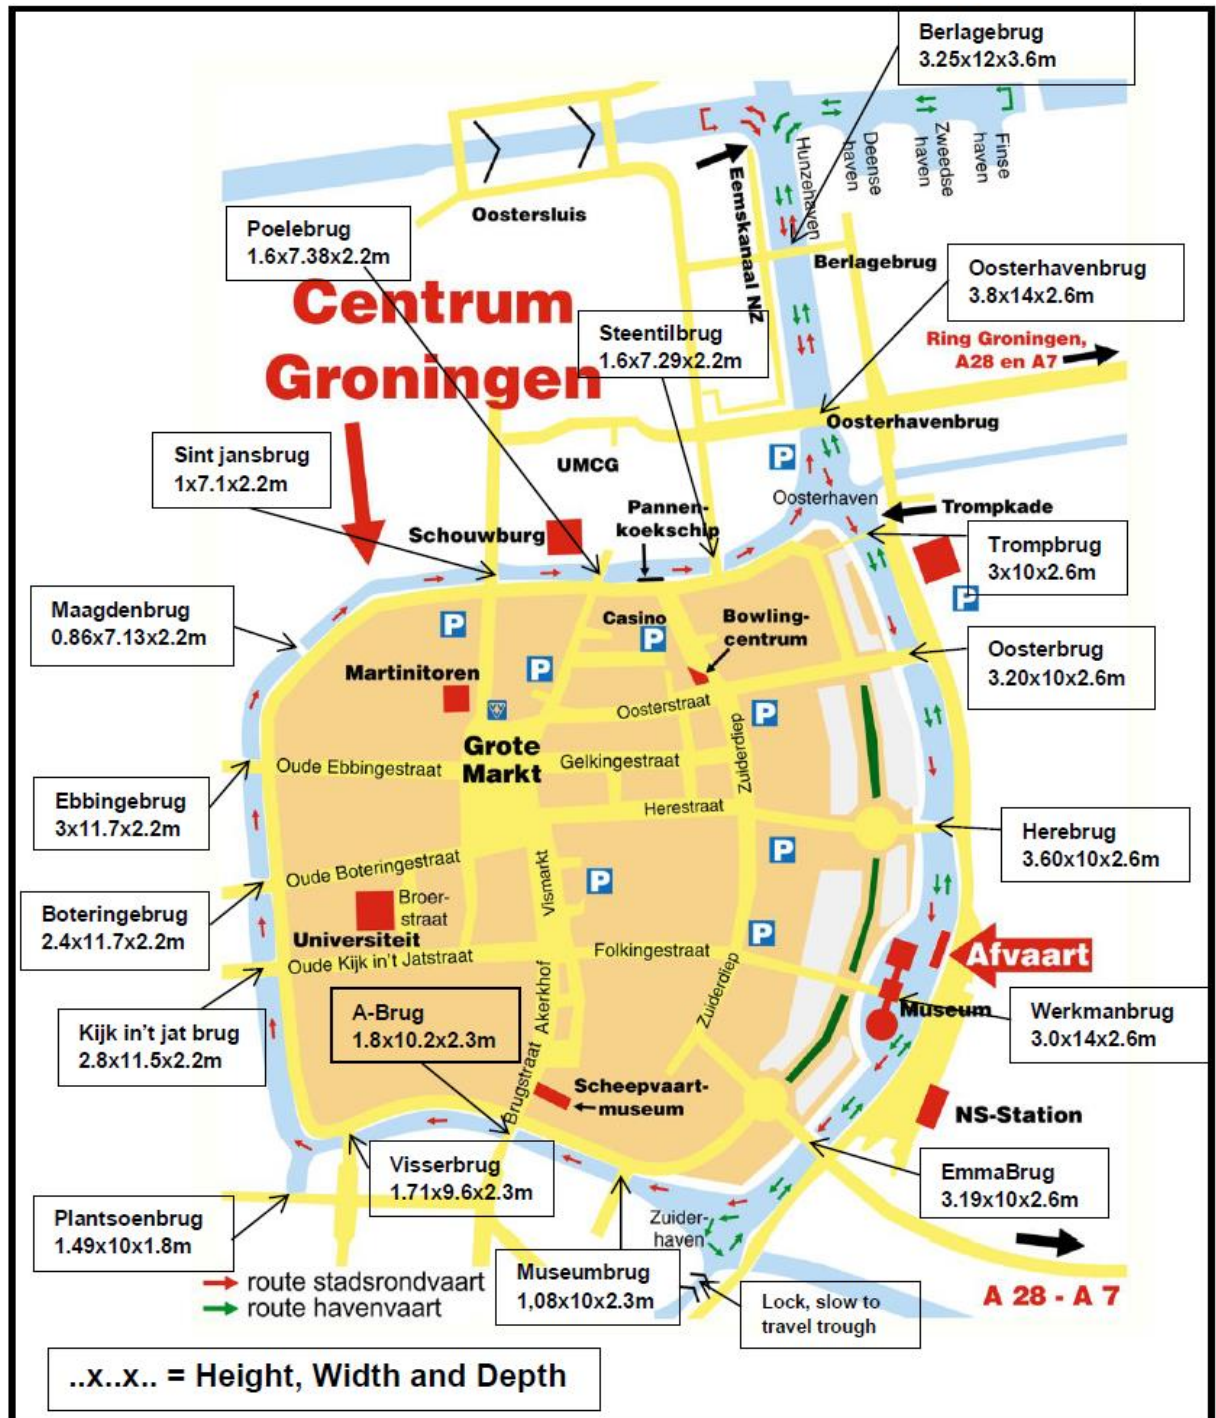 Berlagebrug
3.25x12x3.6m
Finse
haven
Zweedse
haven
Deense
haven
Hunzehaven
Eemskanaal NZ
Oostersluis
Poelebrug
1.6x7.38x2.2m
Berlagebrug
Oosterhavenbrug
3.8x14x2.6m
Centrum
Groningen
Steentilbrug
1.6x7.29x2.2m
Ring Groningen,
A28 en A7
Oosterhavenbrug
Sint jansbrug
1x7.1x2.2m
UMCG
P
Oosterhaven
Trompkade
Pannen-
koekschip
Schouwburg
Trompbrug
3x10x2.6m
Maagdenbrug
0.86x7.13x2.2m
P
P
Casino
P
Bowling-
centrum
Oosterbrug
3.20x10x2.6m
Martinitoren
P
Oosterstraat
P
Zuiderdiep
Grote
Markt
Oude Ebbingestraat
Gelkingestraat
Ebbingebrug
3x11.7x2.2m
Herestraat
Herebrug
3.60x10x2.6m
Oude Boteringestraat
Vismarkt
P
P
Broer-
straat
Boteringebrug
2.4x11.7x2.2m
Universiteit
P
Oude Kijk in't Jatstraat
Folkingestraat
Afvaart
Akerkhof
Zuiderdiep
Museum
Kijk in't jat brug
2.8x11.5x2.2m
A-Brug
1.8x10.2x2.3m
Werkmanbrug
3.0x14x2.6m
Brugstraat
Scheepvaart-
museum
NS-Station
Visserbrug
1.71x9.6x2.3m
EmmaBrug
3.19x10x2.6m
Plantsoenbrug
1.49x10x1.8m
Zuider-
haven
Museumbrug
1,08x10x2.3m
route stadsrondvaart
route havenvaart
Lock, slow to
travel trough
A 28 - A 7
..x..x.. = Height, Width and Depth